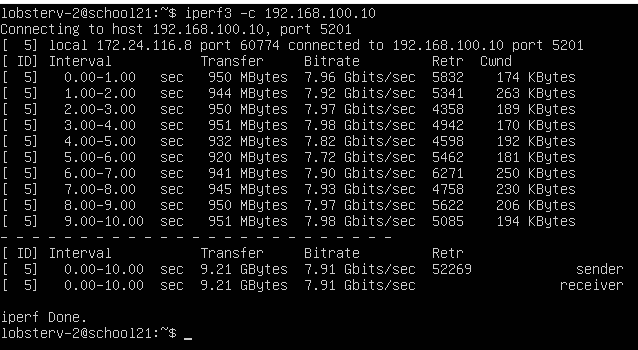 lobsterv-2@school21:~$ iperf3 -c 192.168.100.10
Connecting to host 192.168.100.10, port 5201
[  5] local 172.24.116.8 port 60774 connected to 192.168.100.10 port 5201
[ ID] Interval           Transfer     Bitrate         Retr  Cwnd
[  5]   0.00-1.00   sec   950 MBytes  7.96 Gbits/sec  5832    174 KBytes
[  5]   1.00-2.00   sec   944 MBytes  7.92 Gbits/sec  5341    263 KBytes
[  5]   2.00-3.00   sec   950 MBytes  7.97 Gbits/sec  4358    189 KBytes
[  5]   3.00-4.00   sec   951 MBytes  7.98 Gbits/sec  4942    170 KBytes
[  5]   4.00-5.00   sec   932 MBytes  7.82 Gbits/sec  4598    192 KBytes
[  5]   5.00-6.00   sec   920 MBytes  7.72 Gbits/sec  5462    181 KBytes
[  5]   6.00-7.00   sec   941 MBytes  7.90 Gbits/sec  6271    250 KBytes
[  5]   7.00-8.00   sec   945 MBytes  7.93 Gbits/sec  4758    230 KBytes
[  5]   8.00-9.00   sec   950 MBytes  7.97 Gbits/sec  5622    206 KBytes
[  5]   9.00-10.00  sec   951 MBytes  7.98 Gbits/sec  5085    194 KBytes
- - - - - - - - - - - - - - - - - - - - - - - - -
[ ID] Interval           Transfer     Bitrate         Retr
[  5]   0.00-10.00  sec  9.21 GBytes  7.91 Gbits/sec  52269             sender
[  5]   0.00-10.00  sec  9.21 GBytes  7.91 Gbits/sec                  receiver
iperf Done.
lobsterv-2@school21:~$ _